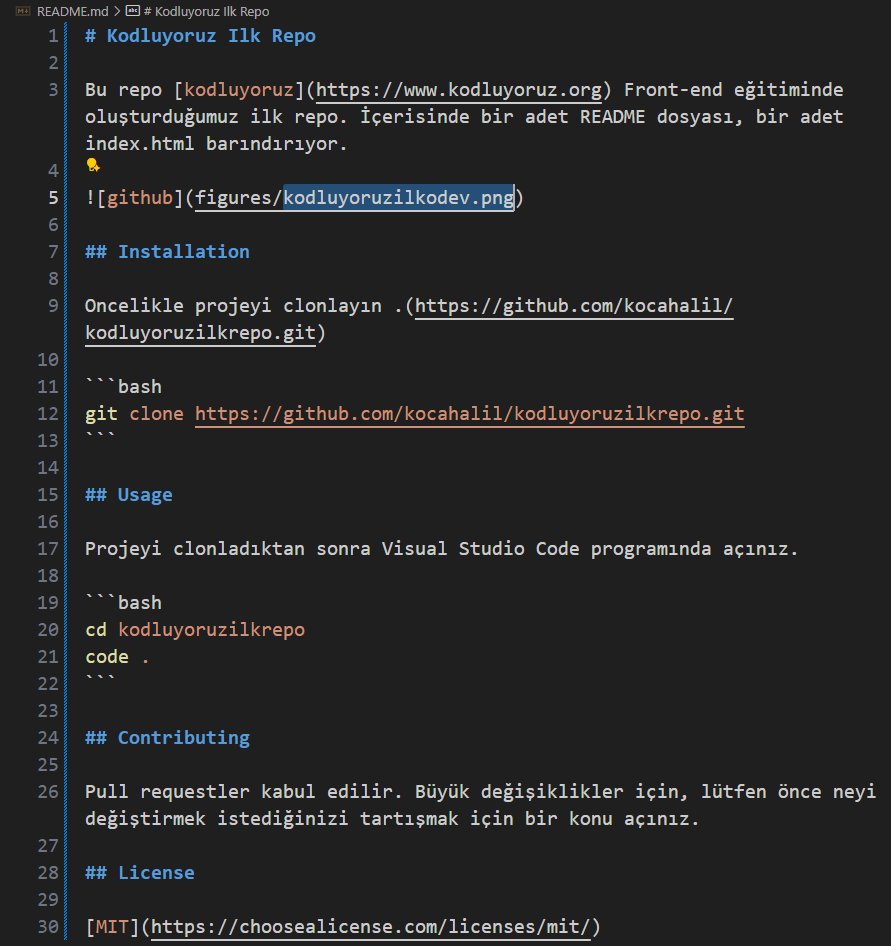 README.md > # Kodluyoruz Ilk Repo
1 # Kodluyoruz Ilk Repo
2
3 Bu repo [kodluyoruz](https://www.kodluyoruz.org) Front-end eğitiminde
oluşturduğumuz ilk repo. İçerisinde bir adet README dosyası, bir adet
index.html barındırıyor.
4
5 ![github](figures/kodluyoruzilkodev.png)
6
7 ## Installation
8
9 Oncelikle projeyi clonlayın .(https://github.com/kocahalil/
kodluyoruzilkrepo.git)
10
11 ```bash
12 git clone https://github.com/kocahalil/kodluyoruzilkrepo.git
13 ```
14
15 ## Usage
16
17 Projeyi clonladıktan sonra Visual Studio Code programında açınız.
18
19 ```bash
20 cd kodluyoruzilkrepo
21 code .
22 ```
23
24 ## Contributing
25
26 Pull requestler kabul edilir. Büyük değişiklikler için, lütfen önce neyi
değiştirmek istediğinizi tartışmak için bir konu açınız.
27
28 ## License
29
30 [MIT](https://choosealicense.com/licenses/mit/)